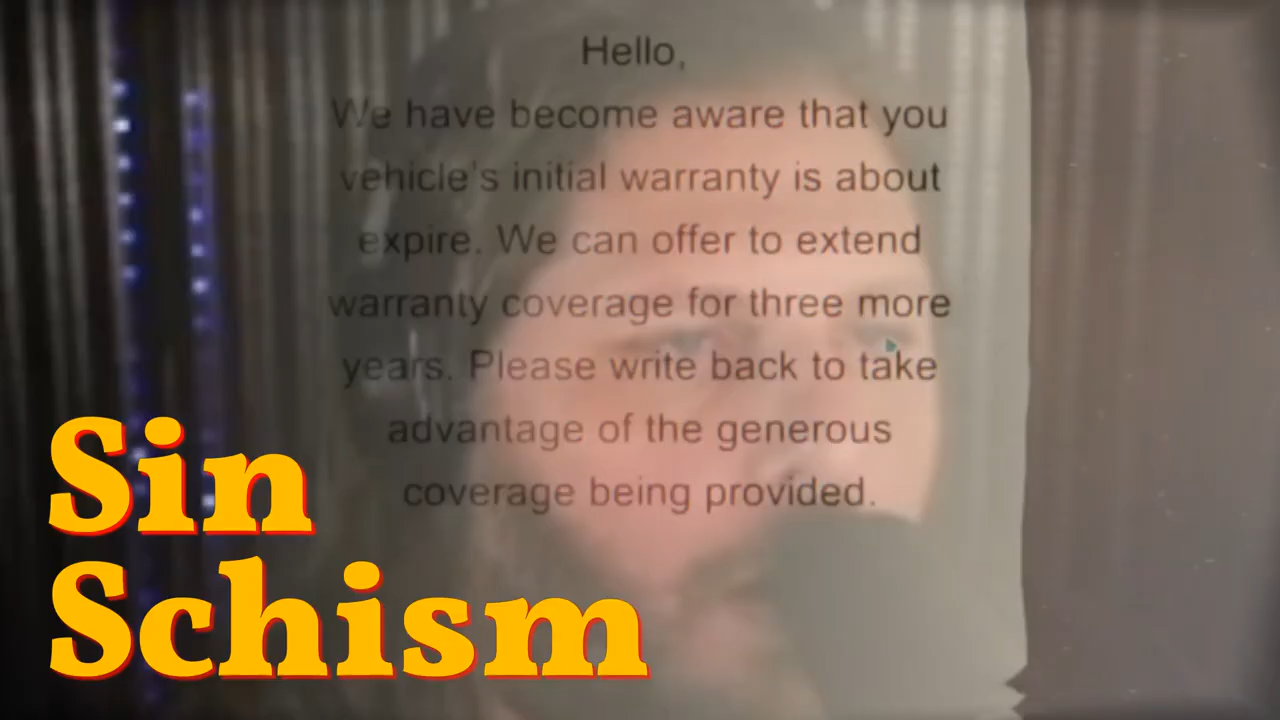 Hello,
We have become aware that you
vehicle's initial warranty is about
expire. We can offer to extend
warranty coverage for three more
years. Please write back to take
advantage of the generous
coverage being provided.
Sin
Schism